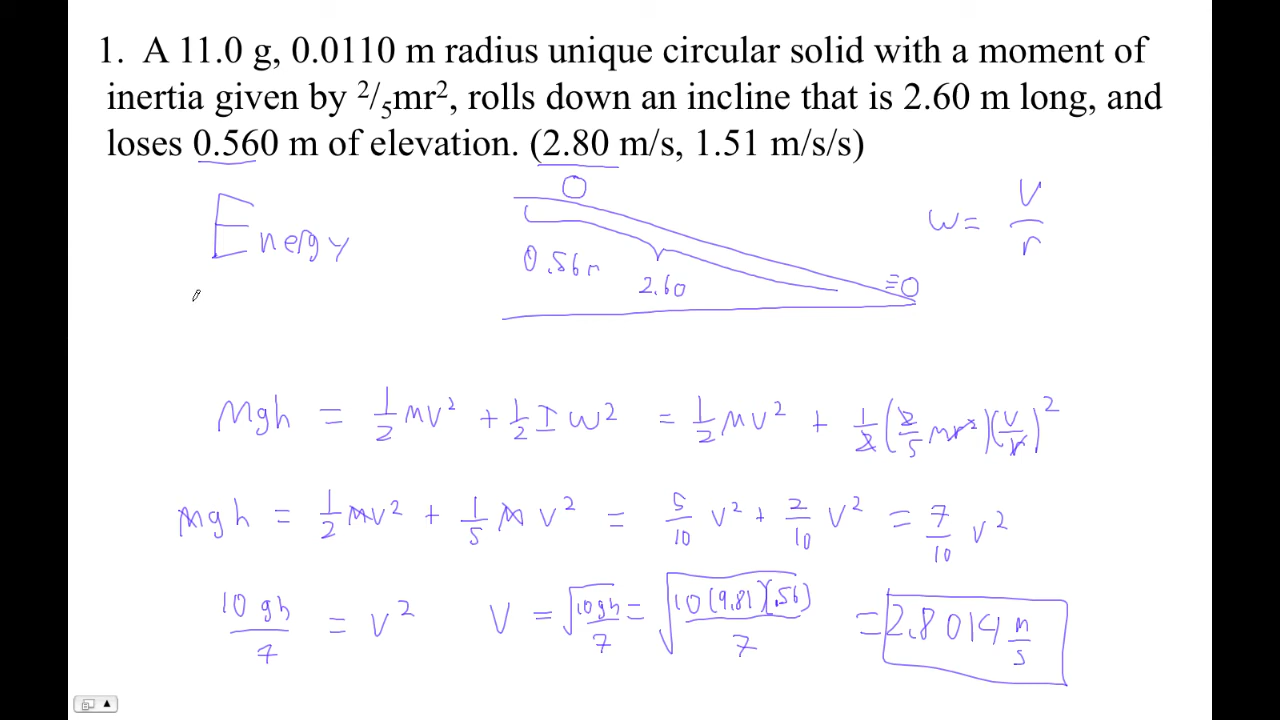 1. A 11.0 g, 0.0110 m radius unique circular solid with a moment of
inertia given by ²/₅mr², rolls down an incline that is 2.60 m long, and
loses 0.560 m of elevation. (2.80 m/s, 1.51 m/s/s)
Energy
0.56m
2.60
ω = v/r
mgh = 1/2 mv² + 1/2 I ω² = 1/2 mv² + 1/2 (2/5 mr²)(v/r)²
mgh = 1/2 mv² + 1/5 m v² = 5/10 v² + 2/10 v² = 7/10 v²
10gh/7 = v² V = √10gh/7 = √10(9.81)(.56)/7 = 2.8014 m/s